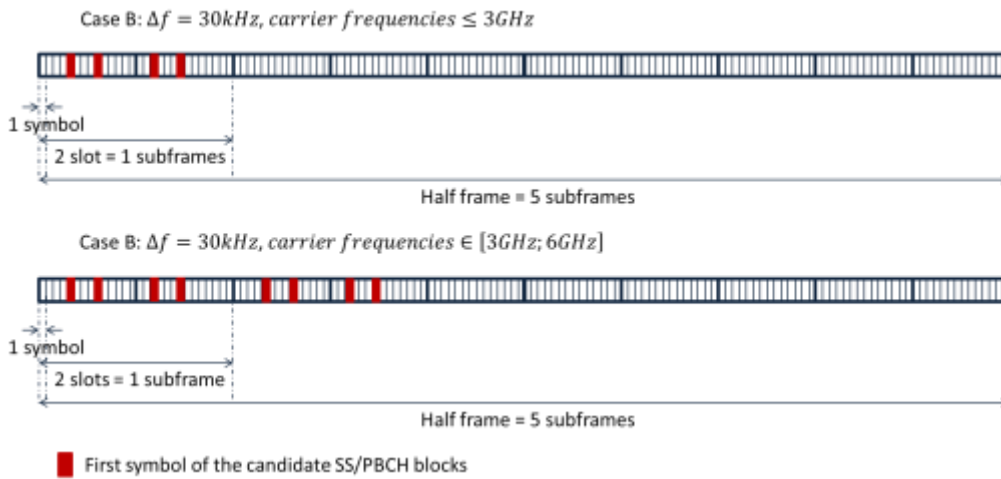 Case B: Δf = 30kHz, carrier frequencies ≤ 3GHz
1 symbol
2 slot = 1 subframes
Half frame = 5 subframes
Case B: Δf = 30kHz, carrier frequencies ∈ [3GHz; 6GHz]
1 symbol
2 slots = 1 subframe
Half frame = 5 subframes
First symbol of the candidate SS/PBCH blocks